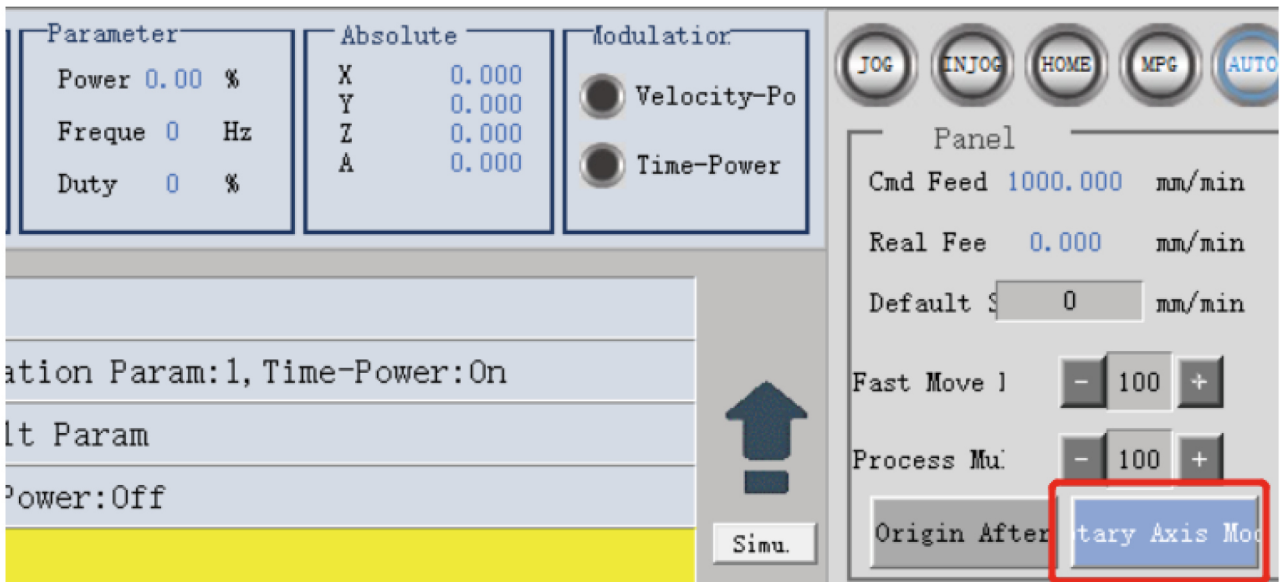 Parameter
Power 0.00 %
Freque 0 Hz
Duty 0 %
Absolute
X 0.000
Y 0.000
Z 0.000
A 0.000
Modulation
Velocity-Po
Time-Power
JOG INJOG HOME MPG AUTO
Panel
Cmd Feed 1000.000 mm/min
Real Fee 0.000 mm/min
Default S 0 mm/min
Fast Move - 100 +
Process Mu - 100 +
Origin After tary Axis Mod
ation Param:1, Time-Power:On
lt Param
Power:Off
Simu.